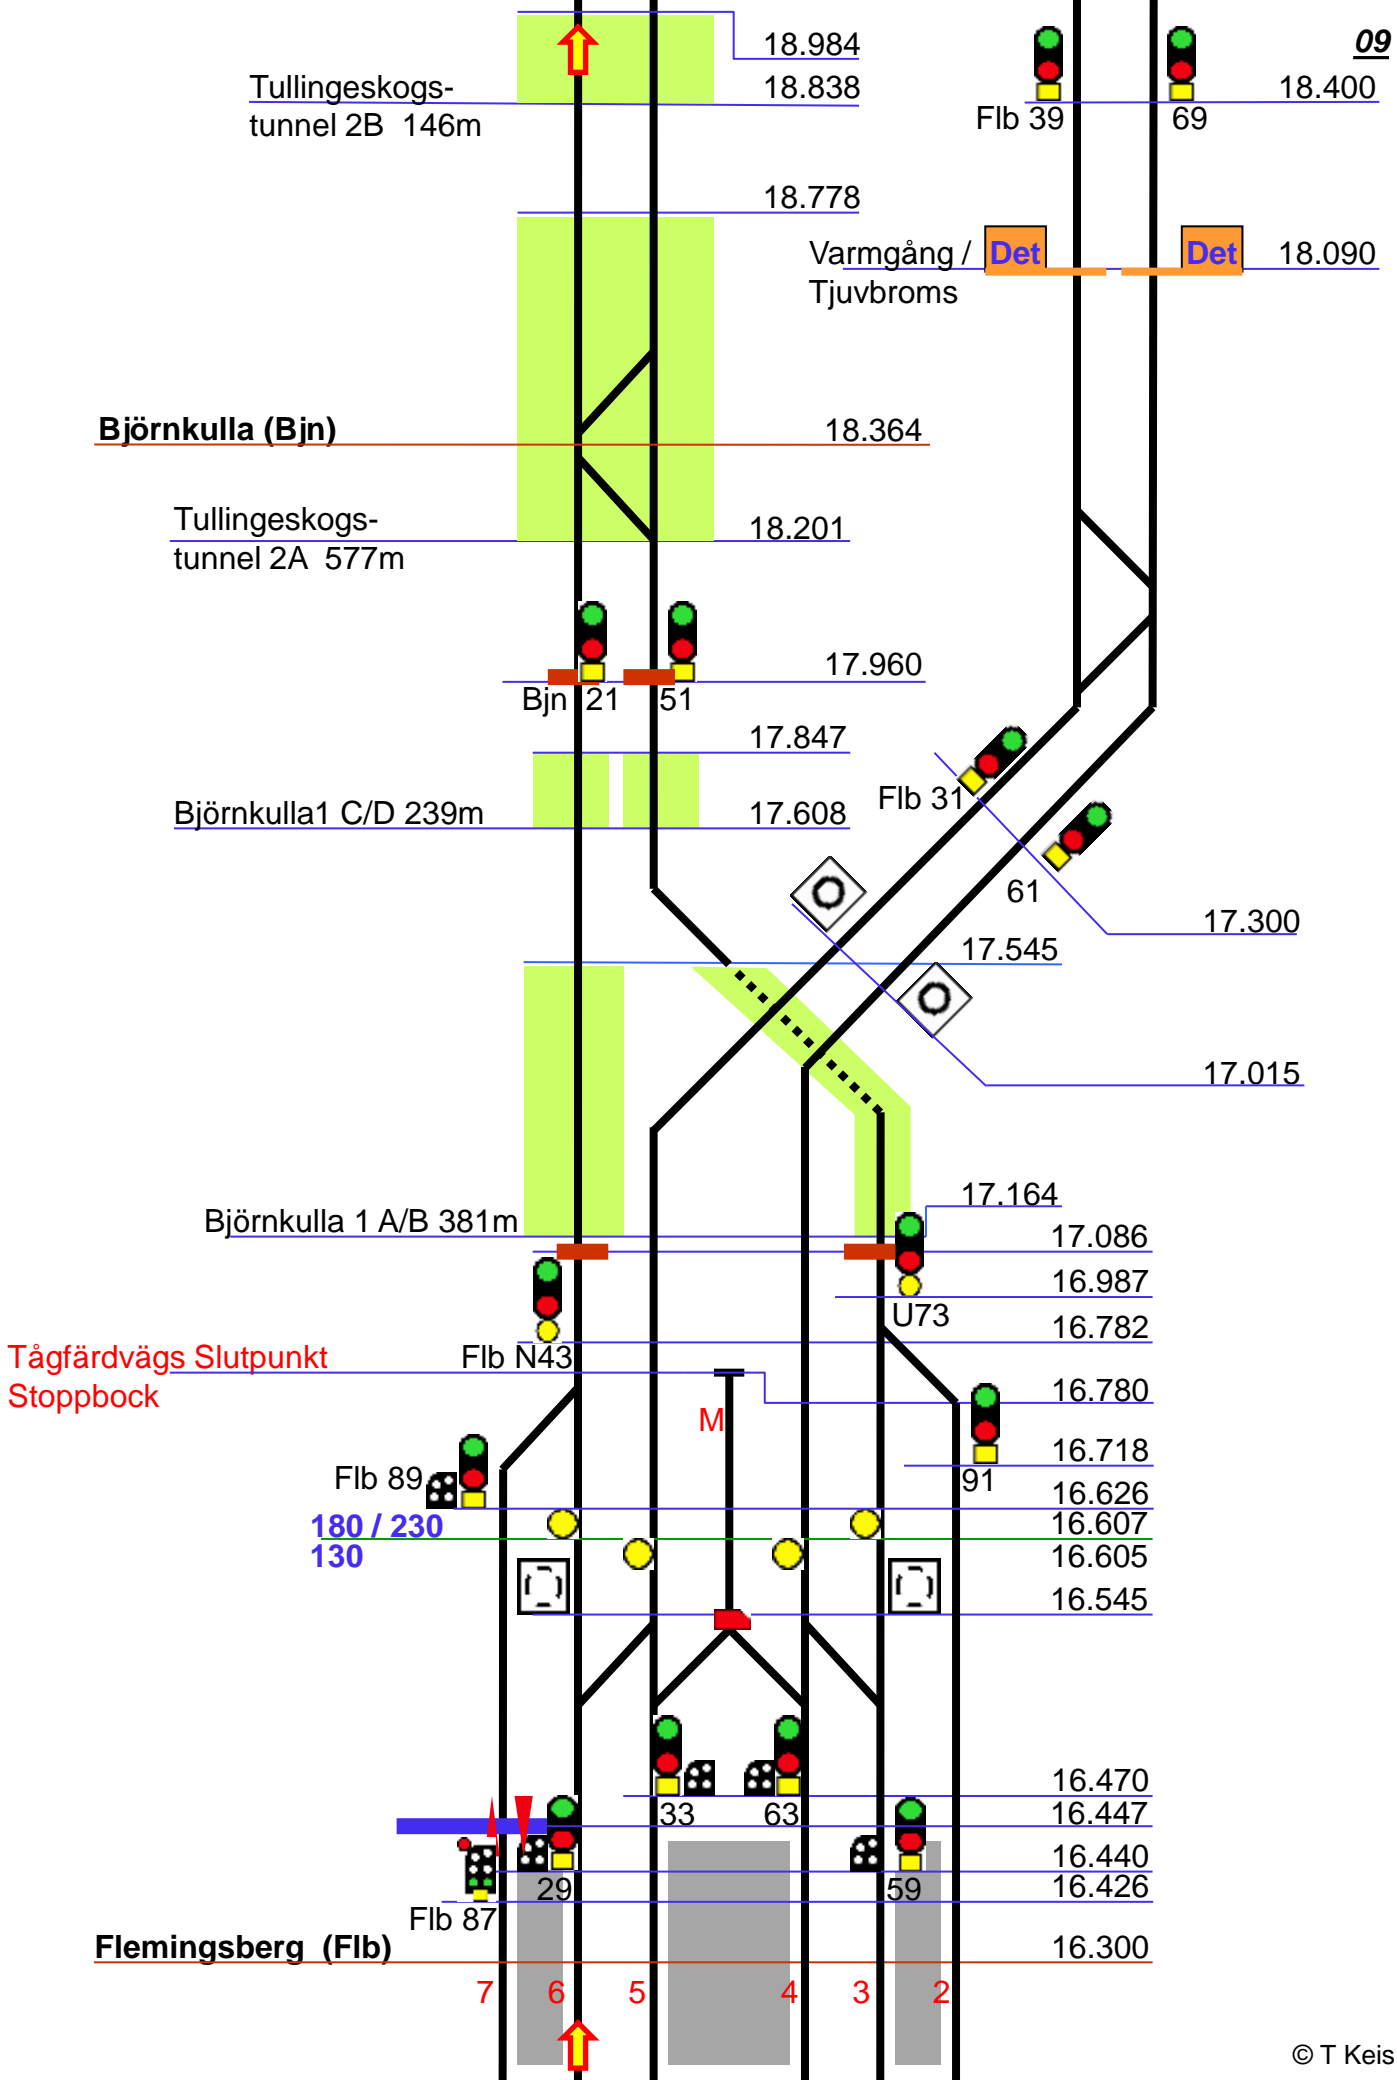 18.984
09
Tullingeskogs-
18.838
18.400
tunnel 2B 146m
Flb 39
69
18.778
Varmgång /
Det
Det
18.090
Tjuvbroms
Björnkulla (Bjn)
18.364
Tullingeskogs-
18.201
tunnel 2A 577m
17.960
Bjn 21
51
17.847
Björnkulla1 C/D 239m
17.608
Flb 31
61
17.300
17.545
17.015
17.164
Björnkulla 1 A/B 381m
17.086
16.987
U73
16.782
Tågfärdvägs Slutpunkt
Flb N43
Stoppbock
16.780
M
16.718
Flb 89
91
16.626
180 / 230
16.607
130
16.605
16.545
16.470
33
63
16.447
16.440
29
59
16.426
Flb 87
Flemingsberg (Flb)
16.300
7
6
5
4
3
2
© T Keis